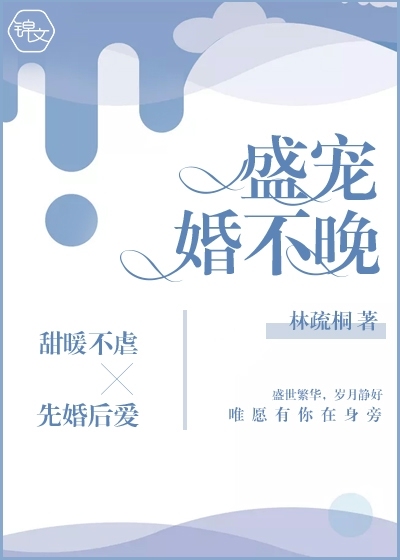 锦文
盛宠
婚不晚
林疏桐 著
甜暖不虐
先婚后爱
盛世繁华，岁月静好
唯愿有你在身旁